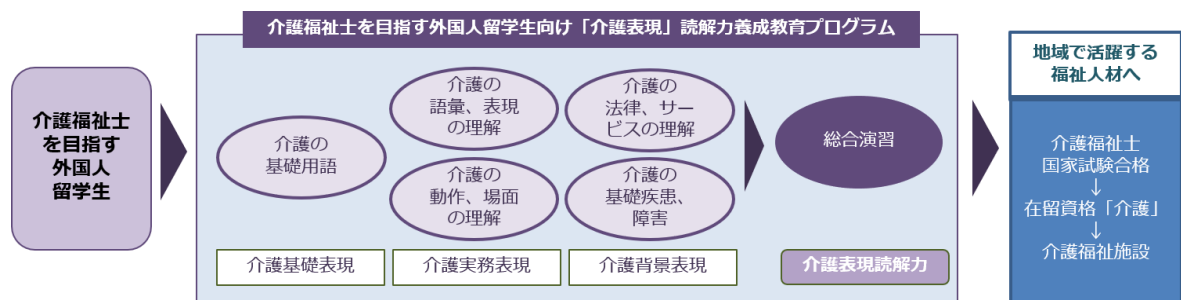 介護福祉士を目指す外国人留学生向け「介護表現」読解力養成教育プログラム
介護福祉士
を目指す
外国人
留学生
介護の
基礎用語
介護の
語彙、表現
の理解
介護の
動作、場面
の理解
介護の
法律、サー
ビスの理解
介護の
基礎疾患、
障害
総合演習
介護基礎表現
介護実務表現
介護背景表現
介護表現読解力
地域で活躍する
福祉人材へ
介護福祉士
国家試験合格
↓
在留資格「介護」
↓
介護福祉施設